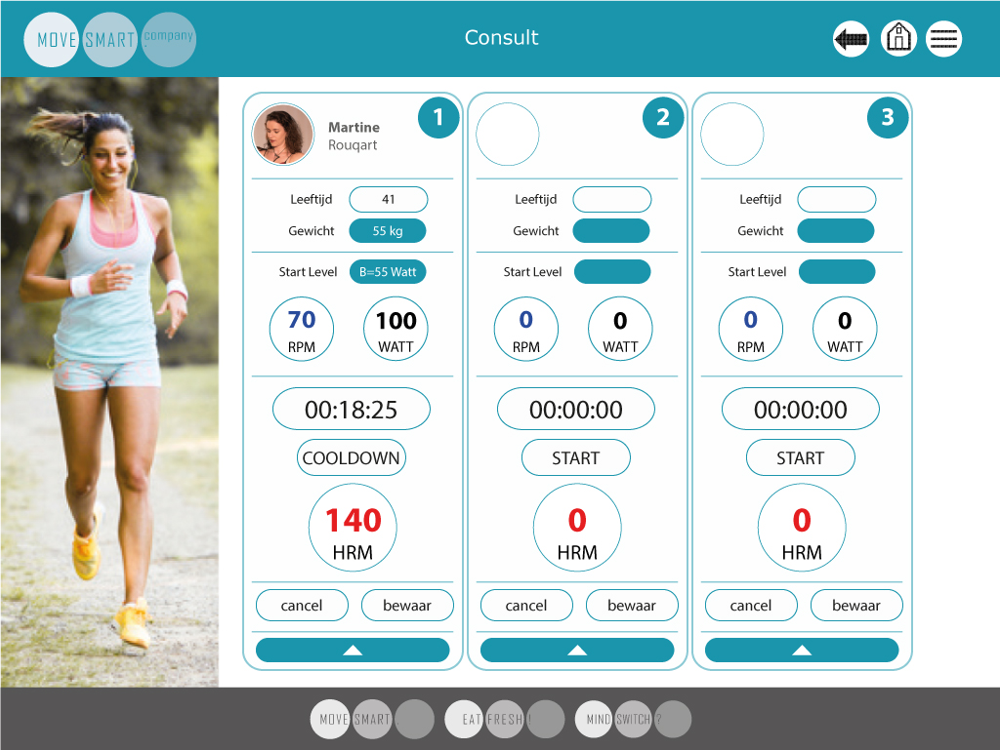 MOVE SMART .company
Consult
1
Martine
Rouqart
Leeftijd 41
Gewicht 55 kg
Start Level B=55 Watt
70 RPM
100 WATT
00:18:25
COOLDOWN
140
HRM
cancel bewaar
2
Leeftijd
Gewicht
Start Level
0 RPM
0 WATT
00:00:00
START
0
HRM
cancel bewaar
3
Leeftijd
Gewicht
Start Level
0 RPM
0 WATT
00:00:00
START
0
HRM
cancel bewaar
MOVE SMART
EAT FRESH !
MIND SWITCH ?